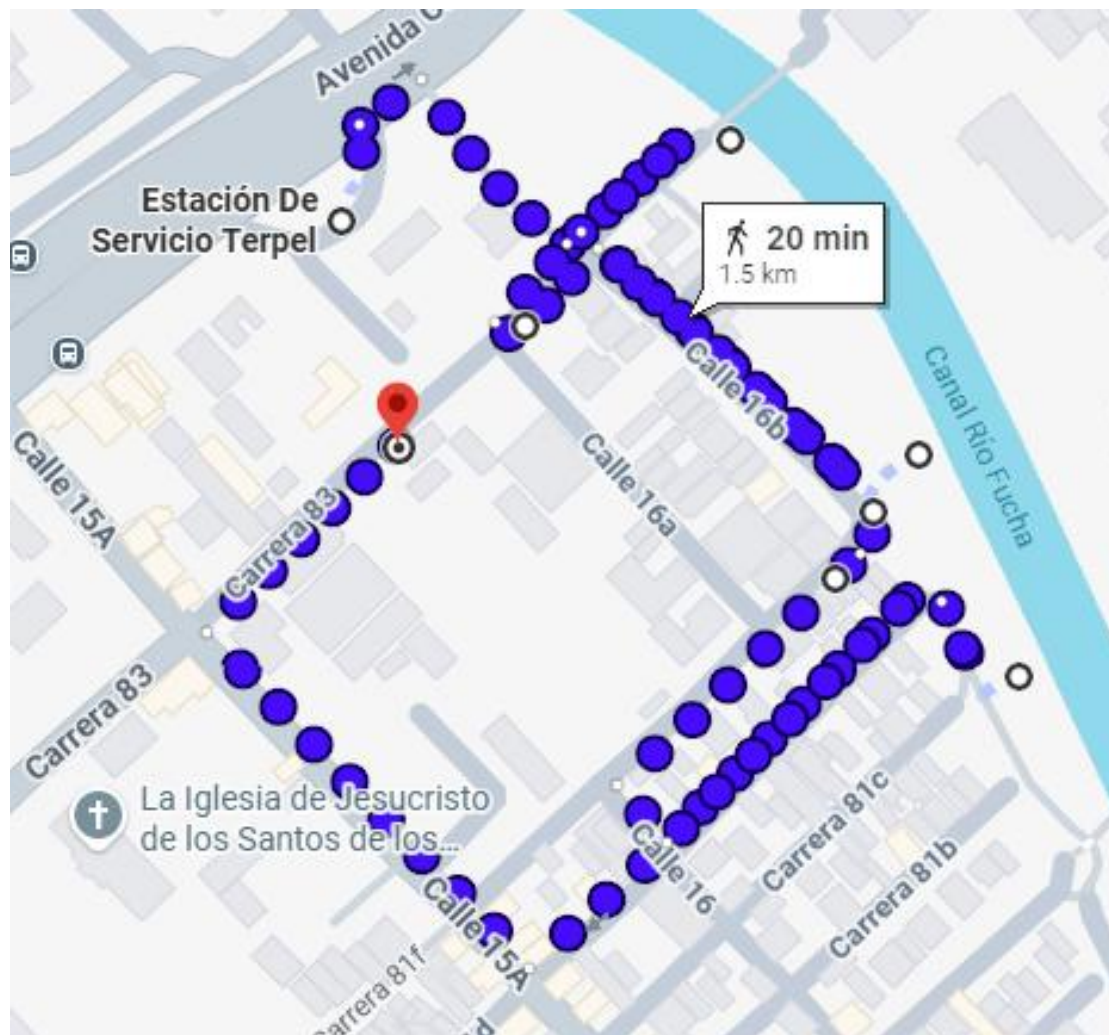 Avenida C
Estación De
Servicio Terpel
20 min
1.5 km
Calle 16b
Canal Río Fucha
Calle 15A
Calle 16a
Carrera 83
Carrera 83
La Iglesia de Jesucristo
de los Santos de los...
Calle 16
Carrera 81c
Carrera 81b
Calle 15A
Carrera 81f